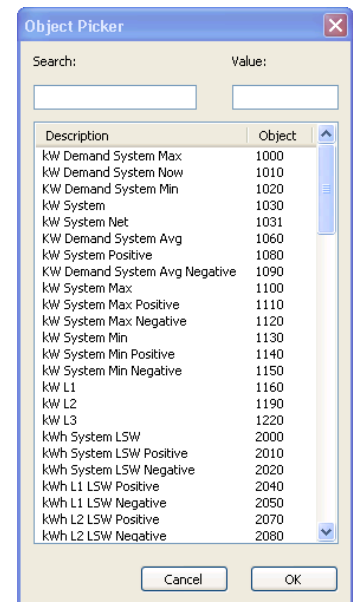 Object Picker
Search: Value:
Description Object
kW Demand System Max 1000
kW Demand System Now 1010
KW Demand System Min 1020
kW System 1030
kW System Net 1031
KW Demand System Avg 1060
kW System Positive 1080
KW Demand System Avg Negative 1090
kW System Max 1100
kW System Max Positive 1110
kW System Max Negative 1120
kW System Min 1130
kW System Min Positive 1140
kW System Min Negative 1150
kW L1 1160
kW L2 1190
kW L3 1220
kWh System LSW 2000
kWh System LSW Positive 2010
kWh System LSW Negative 2020
kWh L1 LSW Positive 2040
kWh L1 LSW Negative 2050
kWh L2 LSW Positive 2070
kWh L2 LSW Negative 2080
Cancel OK